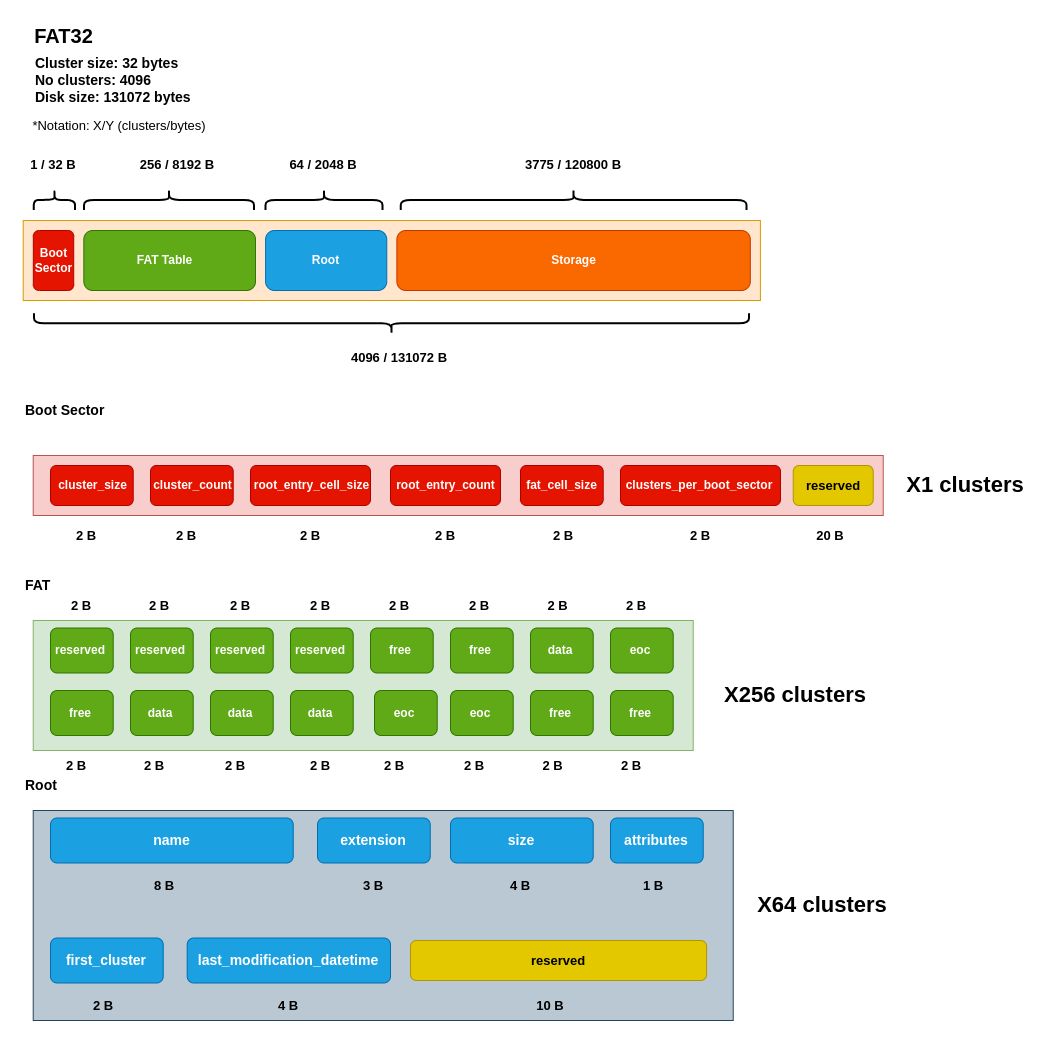 FAT32
Cluster size: 32 bytes
No clusters: 4096
Disk size: 131072 bytes
*Notation: X/Y (clusters/bytes)
1 / 32 B 256 / 8192 B 64 / 2048 B 3775 / 120800 B
Boot
Sector
FAT Table Root Storage
4096 / 131072 B
Boot Sector
cluster_size cluster_count root_entry_cell_size root_entry_count fat_cell_size clusters_per_boot_sector reserved X1 clusters
2 B 2 B 2 B 2 B 2 B 2 B 20 B
FAT
2 B 2 B 2 B 2 B 2 B 2 B 2 B 2 B
reserved reserved reserved reserved free free data eoc
X256 clusters
free data data data eoc eoc free free
2 B 2 B 2 B 2 B 2 B 2 B 2 B 2 B
Root
name extension size attributes
8 B 3 B 4 B 1 B
X64 clusters
first_cluster last_modification_datetime reserved
2 B 4 B 10 B